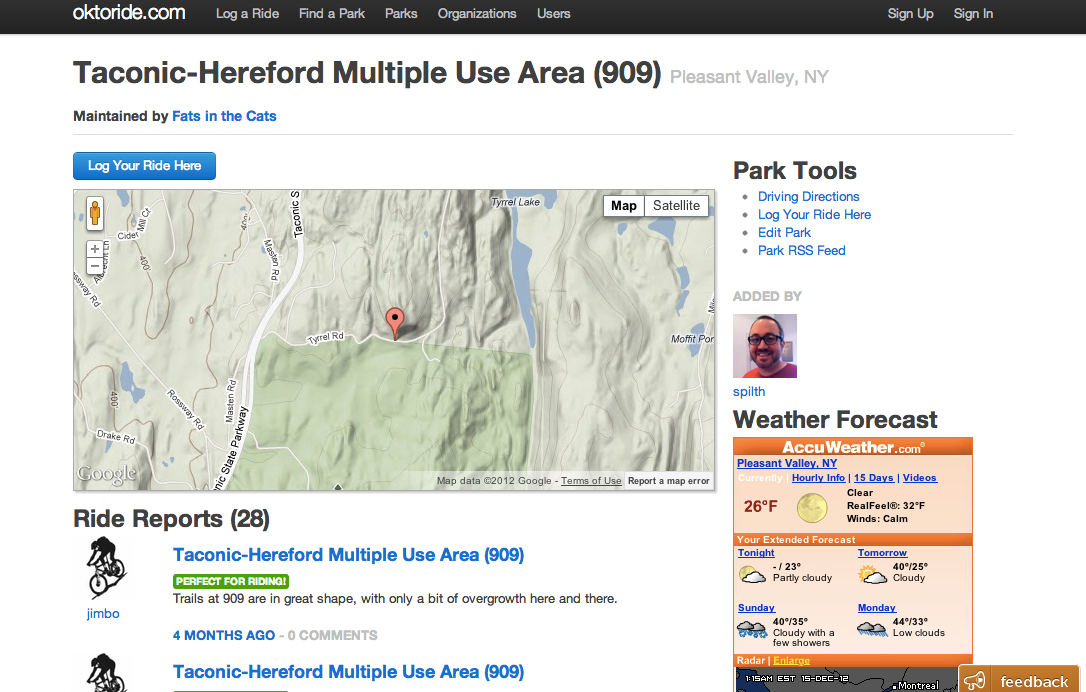 oktoride.com Log a Ride Find a Park Parks Organizations Users Sign Up Sign In
Taconic-Hereford Multiple Use Area (909) Pleasant Valley, NY
Maintained by Fats in the Cats
Log Your Ride Here
Map Satellite
Tyrrel Lake
Taconic S
Cider Mill Ct
400'
400'
Masten Rd
Rossway Rd
Tyrrel Rd
Moffit Pon
Rossway Rd
Masten Rd
400'
Drake Rd
nic State Parkway
Google
Map data ©2012 Google - Terms of Use Report a map error
Ride Reports (28)
Taconic-Hereford Multiple Use Area (909)
PERFECT FOR RIDING!
Trails at 909 are in great shape, with only a bit of overgrowth here and there.
jimbo
4 MONTHS AGO - 0 COMMENTS
Taconic-Hereford Multiple Use Area (909)
Park Tools
Driving Directions
Log Your Ride Here
Edit Park
Park RSS Feed
ADDED BY
spilth
Weather Forecast
AccuWeather.com®
Pleasant Valley, NY
Currently | Hourly Info | 15 Days | Videos
26°F
Clear
RealFeel®: 32°F
Winds: Calm
Your Extended Forecast
Tonight
- / 23°
Partly cloudy
Tomorrow
40°/25°
Cloudy
Sunday
40°/35°
Cloudy with a
few showers
Monday
44°/33°
Low clouds
Radar | Enlarge
1:15AM EST 15-DEC-12
Montreal
feedback